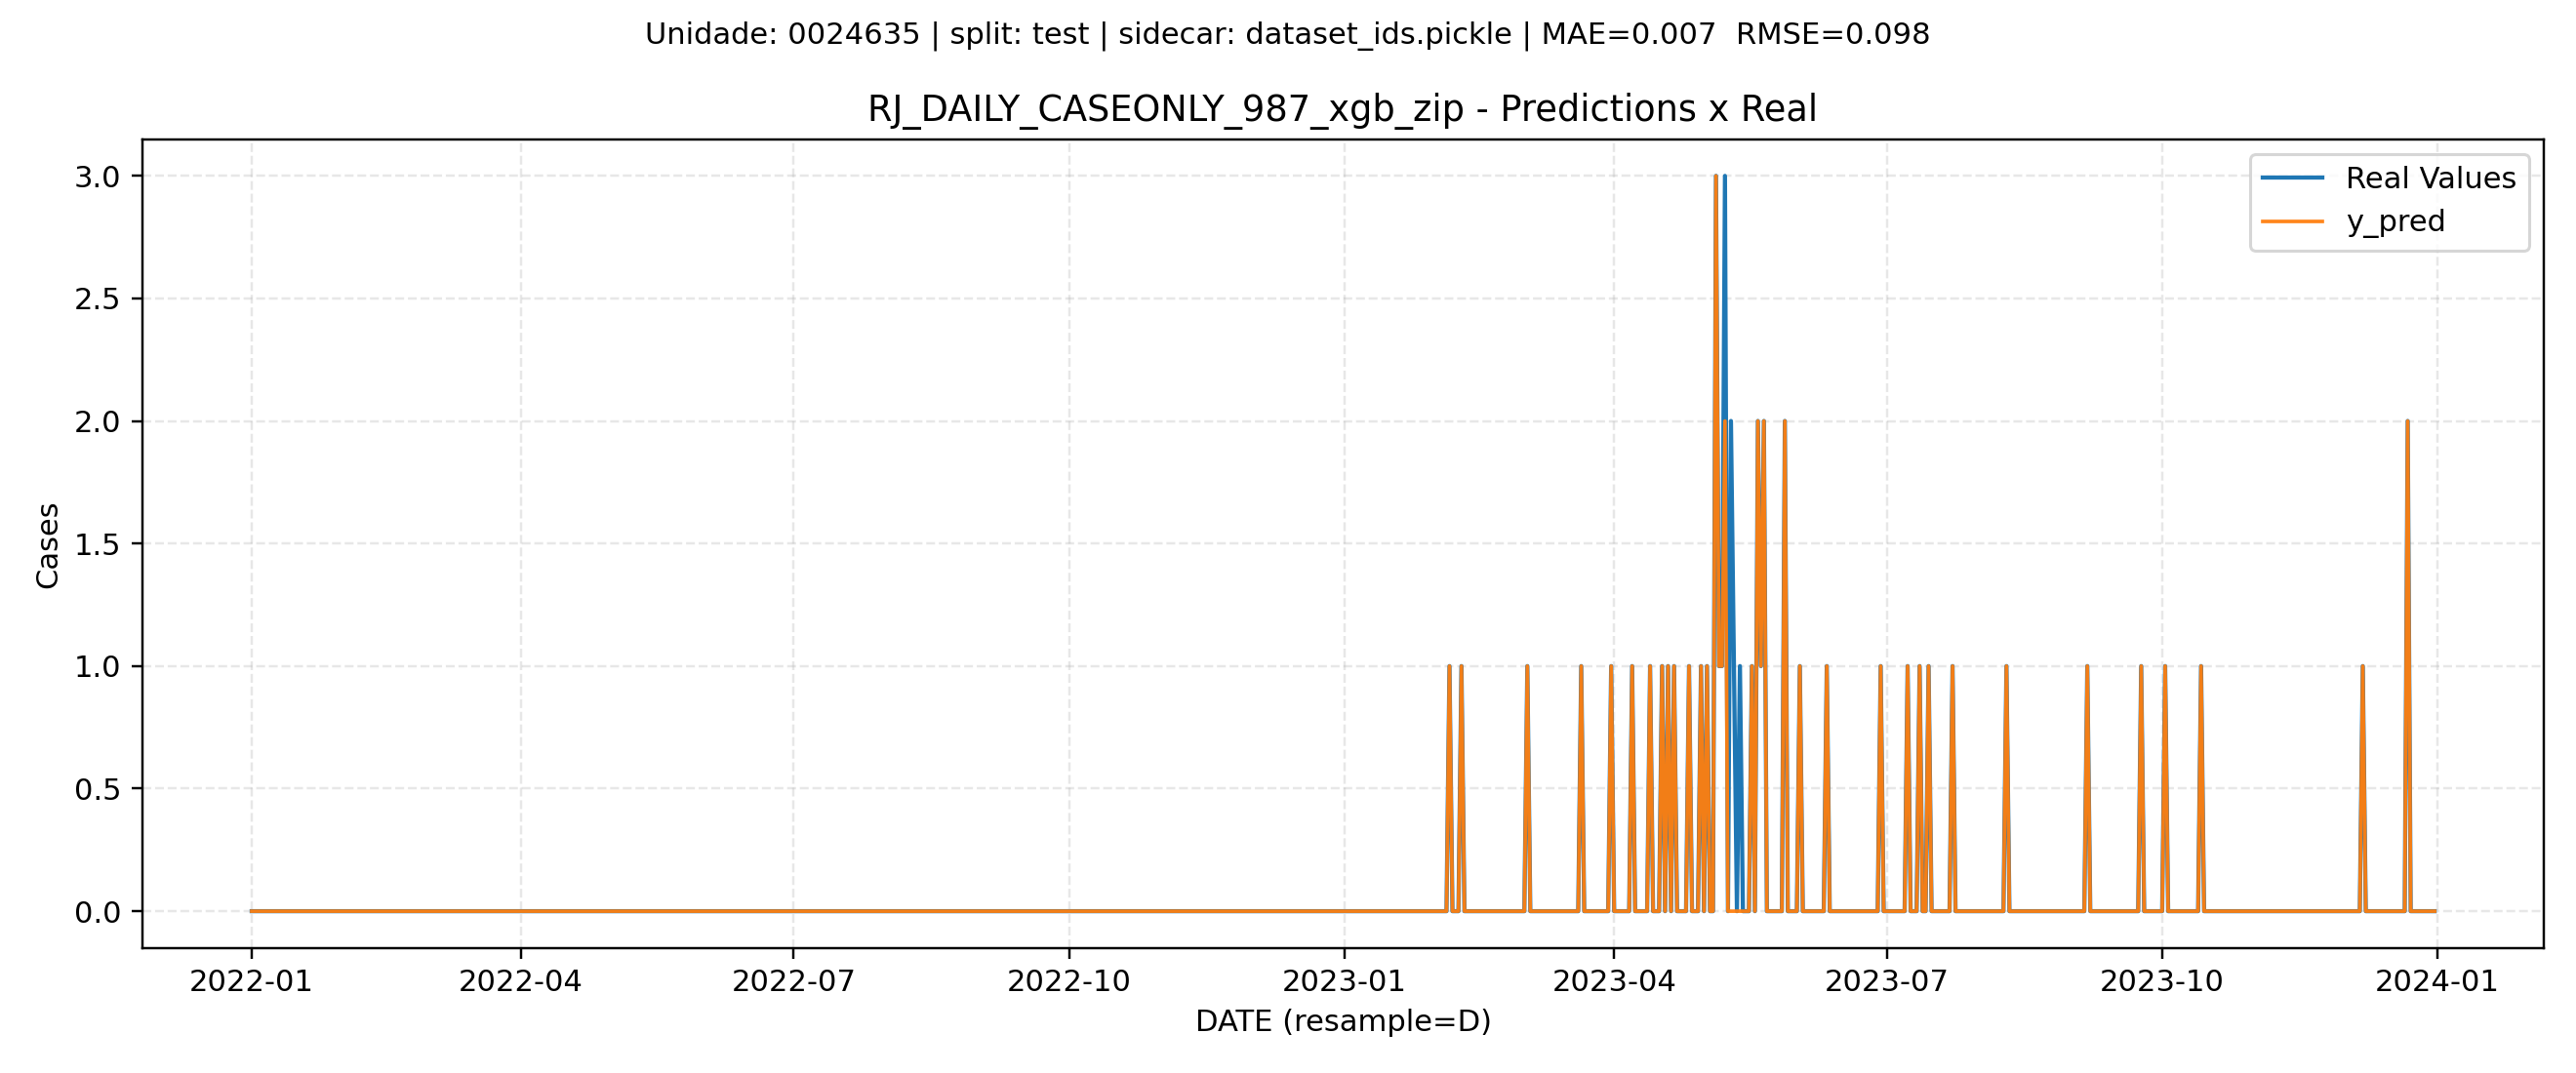 Unidade: 0024635 | split: test | sidecar: dataset_ids.pickle | MAE=0.007  RMSE=0.098
RJ_DAILY_CASEONLY_987_xgb_zip - Predictions x Real
Real Values
y_pred
3.0
2.5
2.0
1.5
1.0
0.5
0.0
Cases
2022-01
2022-04
2022-07
2022-10
2023-01
2023-04
2023-07
2023-10
2024-01
DATE (resample=D)